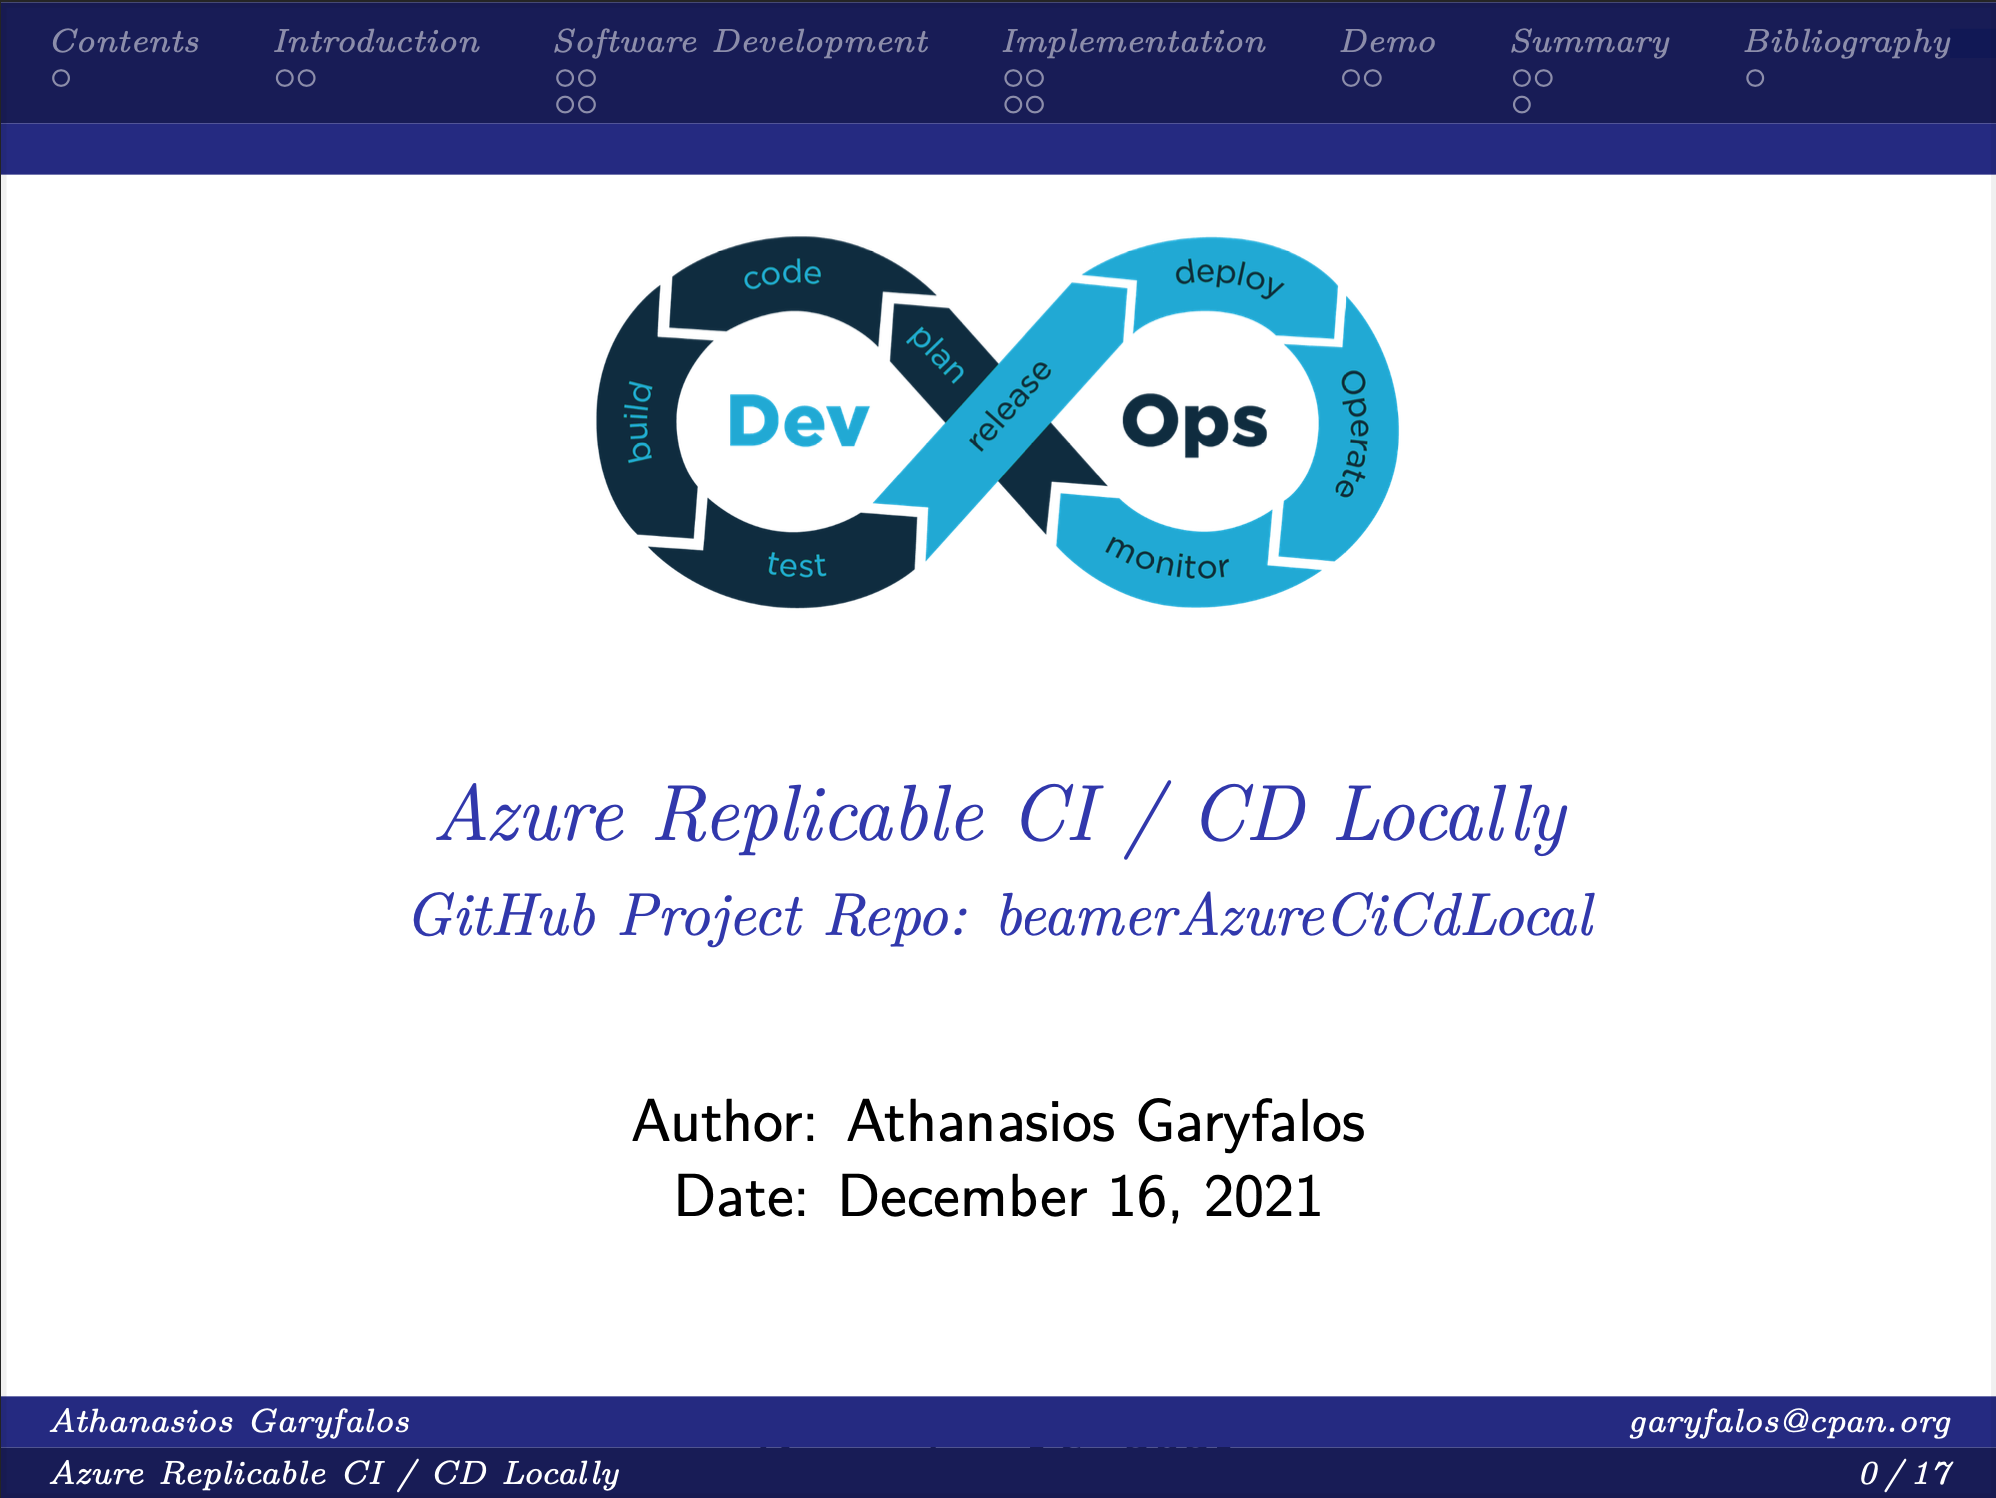 Contents Introduction Software Development Implementation Demo Summary Bibliography
code
plan
build
Dev
test
release
deploy
Operate
Ops
monitor
Azure Replicable CI / CD Locally
GitHub Project Repo: beamerAzureCiCdLocal
Author: Athanasios Garyfalos
Date: December 16, 2021
Athanasios Garyfalos garyfalos@cpan.org
Azure Replicable CI / CD Locally 0 / 17